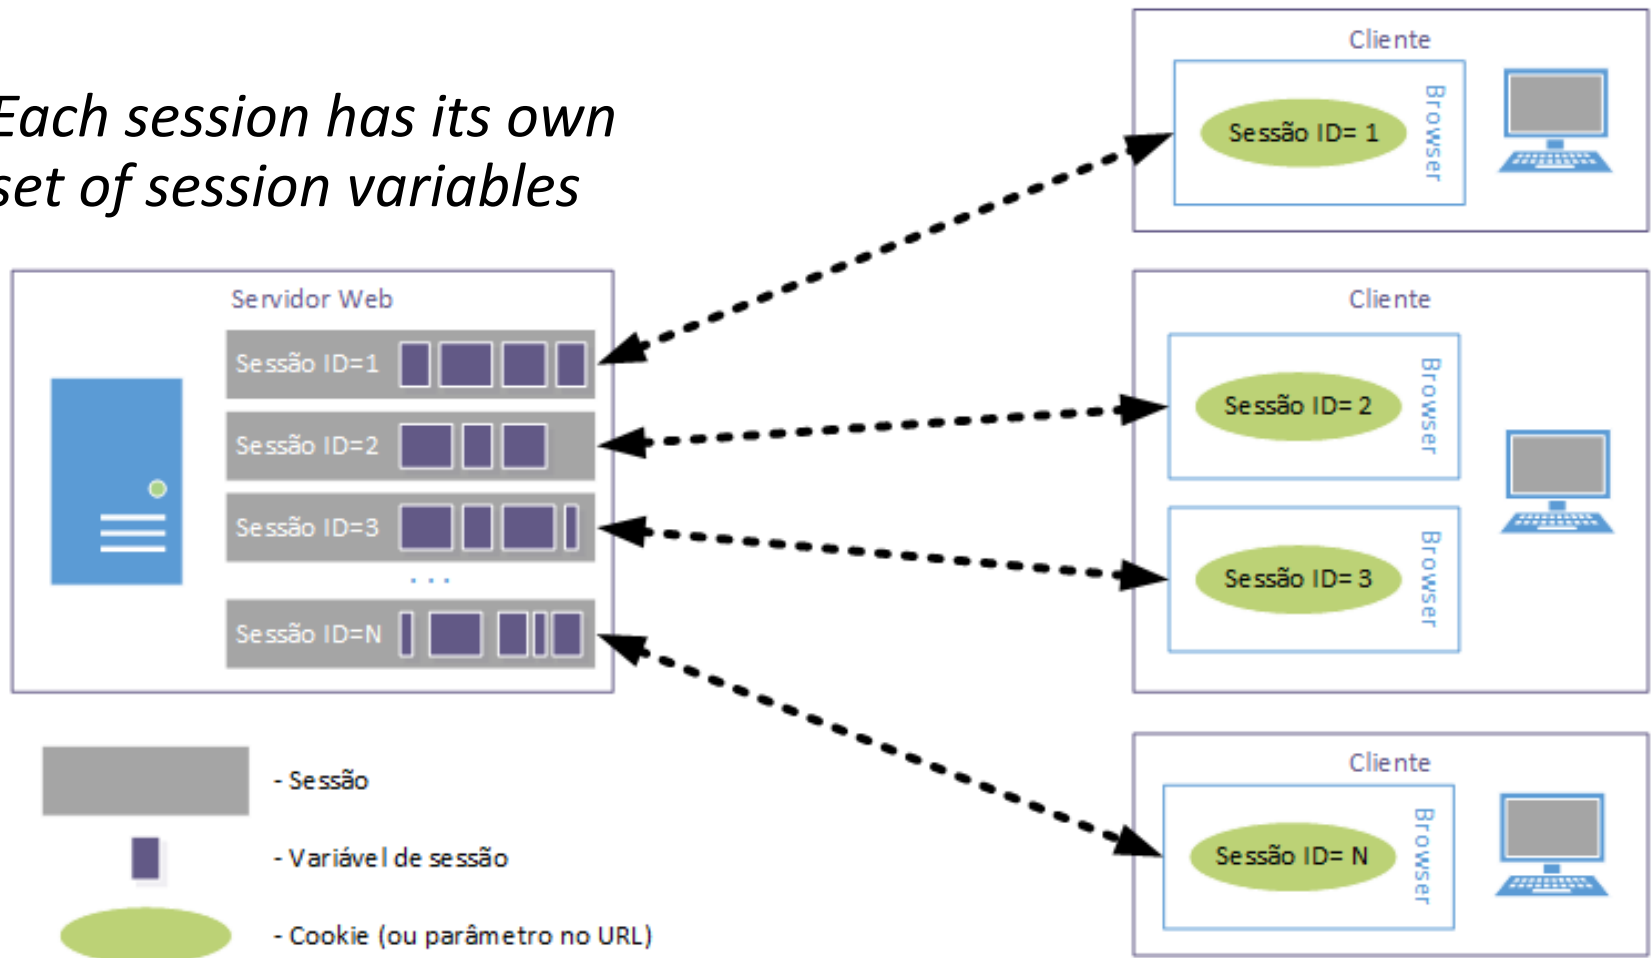 Each session has its own
set of session variables
Servidor Web
Sessão ID=1
Sessão ID=2
Sessão ID=3
...
Sessão ID=N
- Sessão
- Variável de sessão
- Cookie (ou parâmetro no URL)
Cliente
Sessão ID= 1
Browser
Cliente
Sessão ID= 2
Browser
Sessão ID= 3
Browser
Cliente
Sessão ID= N
Browser